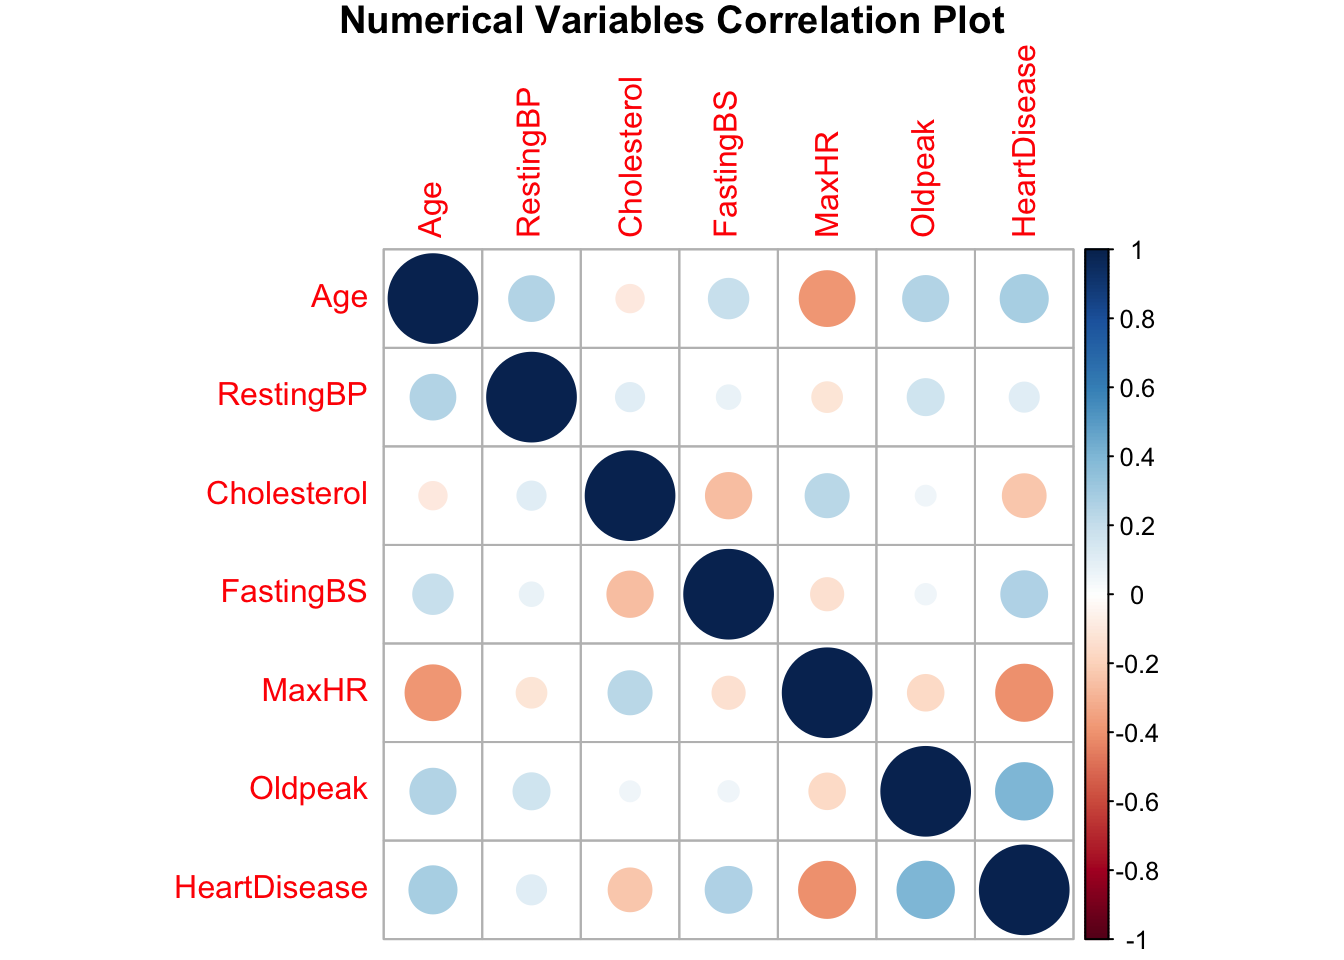 Numerical Variables Correlation Plot
Age
RestingBP
Cholesterol
FastingBS
MaxHR
Oldpeak
HeartDisease
Age
RestingBP
Cholesterol
FastingBS
MaxHR
Oldpeak
HeartDisease
1
0.8
0.6
0.4
0.2
0
-0.2
-0.4
-0.6
-0.8
-1